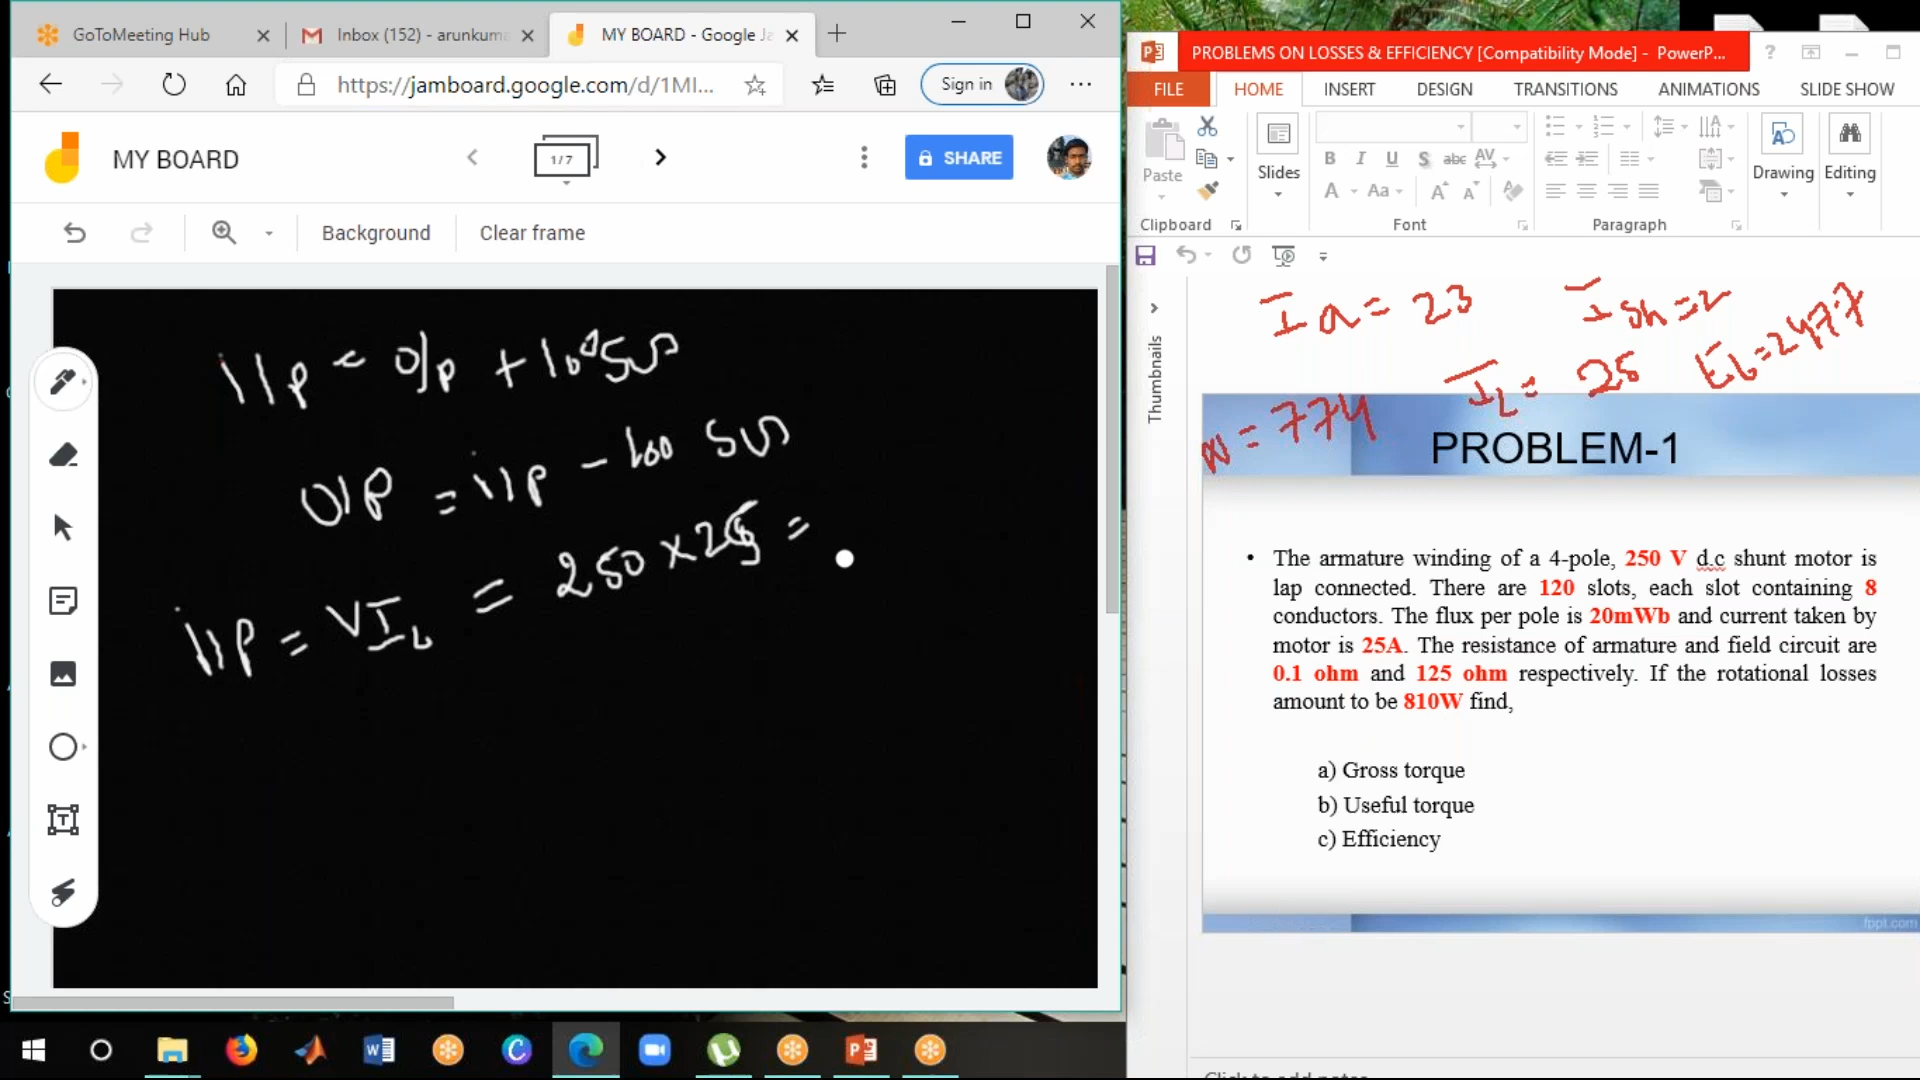 GoToMeeting Hub
Inbox (152) - arunkuma
MY BOARD - Google Ja
https://jamboard.google.com/d/1MI...
Sign in
MY BOARD
1/7
SHARE
Background
Clear frame
i/p = o/p + losses
o/p = i/p - losses
i/p = VIL = 250 x 25 =
PROBLEMS ON LOSSES & EFFICIENCY [Compatibility Mode] - PowerP...
FILE HOME INSERT DESIGN TRANSITIONS ANIMATIONS SLIDE SHOW
Paste
Slides
Drawing
Editing
Clipboard
Font
Paragraph
Thumbnails
Ia = 23
Ish = 2
IL = 25
Eb = 247.7
N = 774
PROBLEM-1
• The armature winding of a 4-pole, 250 V d.c shunt motor is
lap connected. There are 120 slots, each slot containing 8
conductors. The flux per pole is 20mWb and current taken by
motor is 25A. The resistance of armature and field circuit are
0.1 ohm and 125 ohm respectively. If the rotational losses
amount to be 810W find,
a) Gross torque
b) Useful torque
c) Efficiency
fppt.com